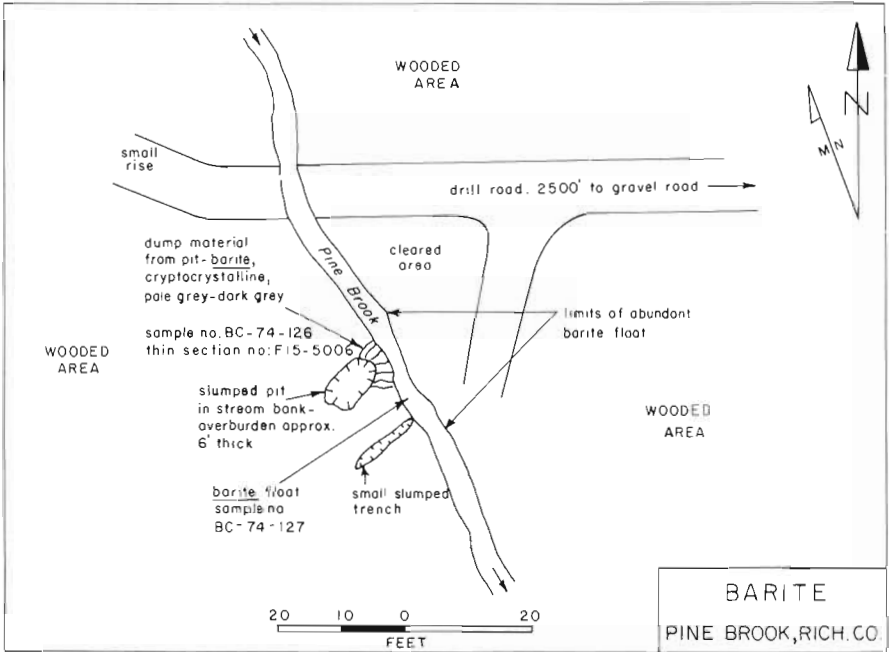 WOODED
AREA
N
MN
small
rise
drill road. 2500' to gravel road
dump material
from pit-barite,
cryptocrystalline,
pale grey-dark grey
Pine Brook
cleared
area
limits of abundant
barite float
sample no. BC-74-126
thin section no: F15-5006
WOODED
AREA
slumped pit
in stream bank-
overburden approx.
6' thick
WOODED
AREA
barite float
sample no
BC-74-127
small slumped
trench
20 10 0 20
FEET
BARITE
PINE BROOK, RICH. CO.